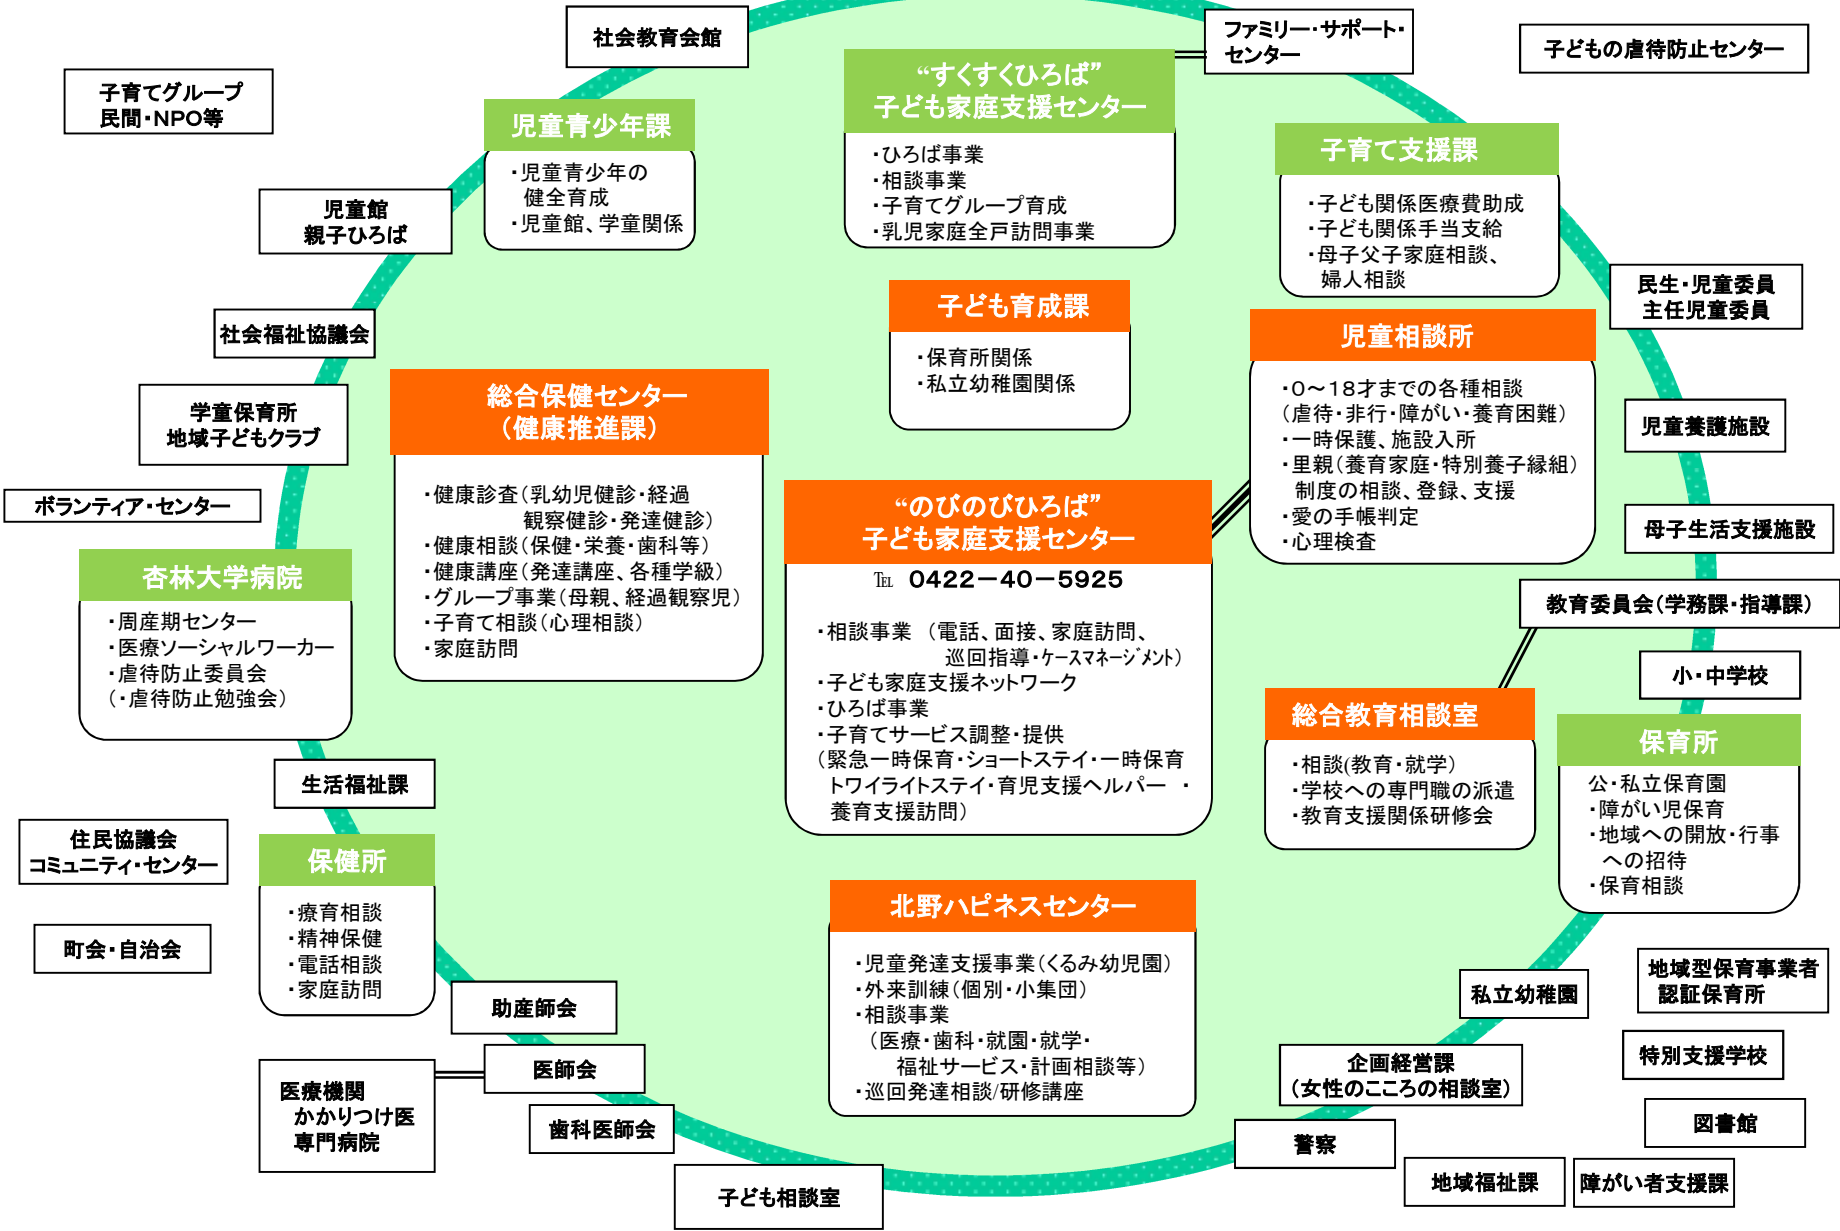 社会教育会館
ファミリー・サポート・
センター
子どもの虐待防止センター
子育てグループ
民間・NPO等
“すくすくひろば”
子ども家庭支援センター
・ひろば事業
・相談事業
・子育てグループ育成
・乳児家庭全戸訪問事業
児童青少年課
・児童青少年の
健全育成
・児童館、学童関係
子育て支援課
・子ども関係医療費助成
・子ども関係手当支給
・母子父子家庭相談、
婦人相談
児童館
親子ひろば
民生・児童委員
主任児童委員
子ども育成課
・保育所関係
・私立幼稚園関係
社会福祉協議会
児童相談所
・0～18才までの各種相談
（虐待・非行・障がい・養育困難）
・一時保護、施設入所
・里親（養育家庭・特別養子縁組）
制度の相談、登録、支援
・愛の手帳判定
・心理検査
総合保健センター
（健康推進課）
・健康診査（乳幼児健診・経過
観察健診・発達健診）
・健康相談（保健・栄養・歯科等）
・健康講座（発達講座、各種学級）
・グループ事業（母親、経過観察児）
・子育て相談（心理相談）
・家庭訪問
学童保育所
地域子どもクラブ
児童養護施設
ボランティア・センター
“のびのびひろば”
子ども家庭支援センター
℡ 0422－40－5925
・相談事業 （電話、面接、家庭訪問、
巡回指導・ケースマネージメント）
・子ども家庭支援ネットワーク
・ひろば事業
・子育てサービス調整・提供
（緊急一時保育・ショートステイ・一時保育
トワイライトステイ・育児支援ヘルパー ・
養育支援訪問）
母子生活支援施設
杏林大学病院
・周産期センター
・医療ソーシャルワーカー
・虐待防止委員会
（・虐待防止勉強会）
教育委員会（学務課・指導課）
小・中学校
総合教育相談室
・相談(教育・就学）
・学校への専門職の派遣
・教育支援関係研修会
保育所
公・私立保育園
・障がい児保育
・地域への開放・行事
への招待
・保育相談
生活福祉課
住民協議会
コミュニティ・センター
保健所
・療育相談
・精神保健
・電話相談
・家庭訪問
北野ハピネスセンター
・児童発達支援事業（くるみ幼児園）
・外来訓練（個別・小集団）
・相談事業
（医療・歯科・就園・就学・
福祉サービス・計画相談等）
・巡回発達相談/研修講座
町会・自治会
助産師会
私立幼稚園
地域型保育事業者
認証保育所
医師会
医療機関
かかりつけ医
専門病院
企画経営課
（女性のこころの相談室）
特別支援学校
歯科医師会
図書館
警察
子ども相談室
地域福祉課
障がい者支援課